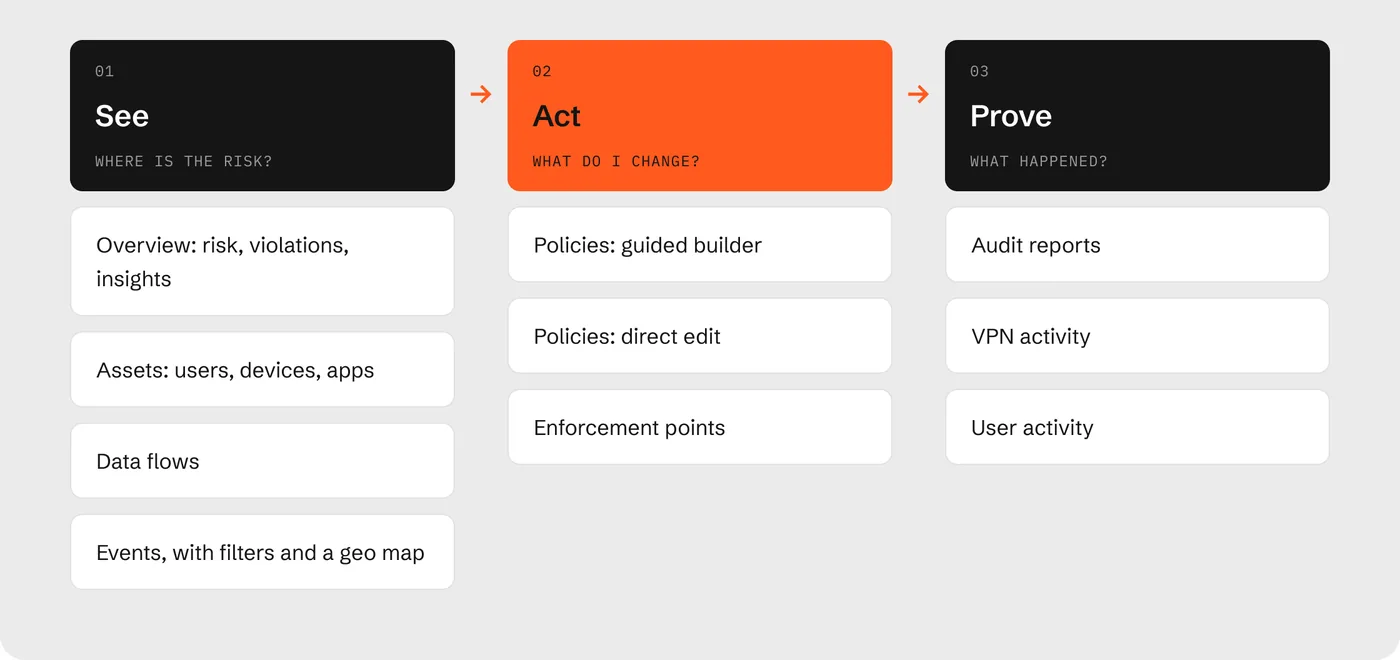 01
See
WHERE IS THE RISK?
Overview: risk, violations,
insights
Assets: users, devices, apps
Data flows
Events, with filters and a geo map
→
02
Act
WHAT DO I CHANGE?
Policies: guided builder
Policies: direct edit
Enforcement points
→
03
Prove
WHAT HAPPENED?
Audit reports
VPN activity
User activity